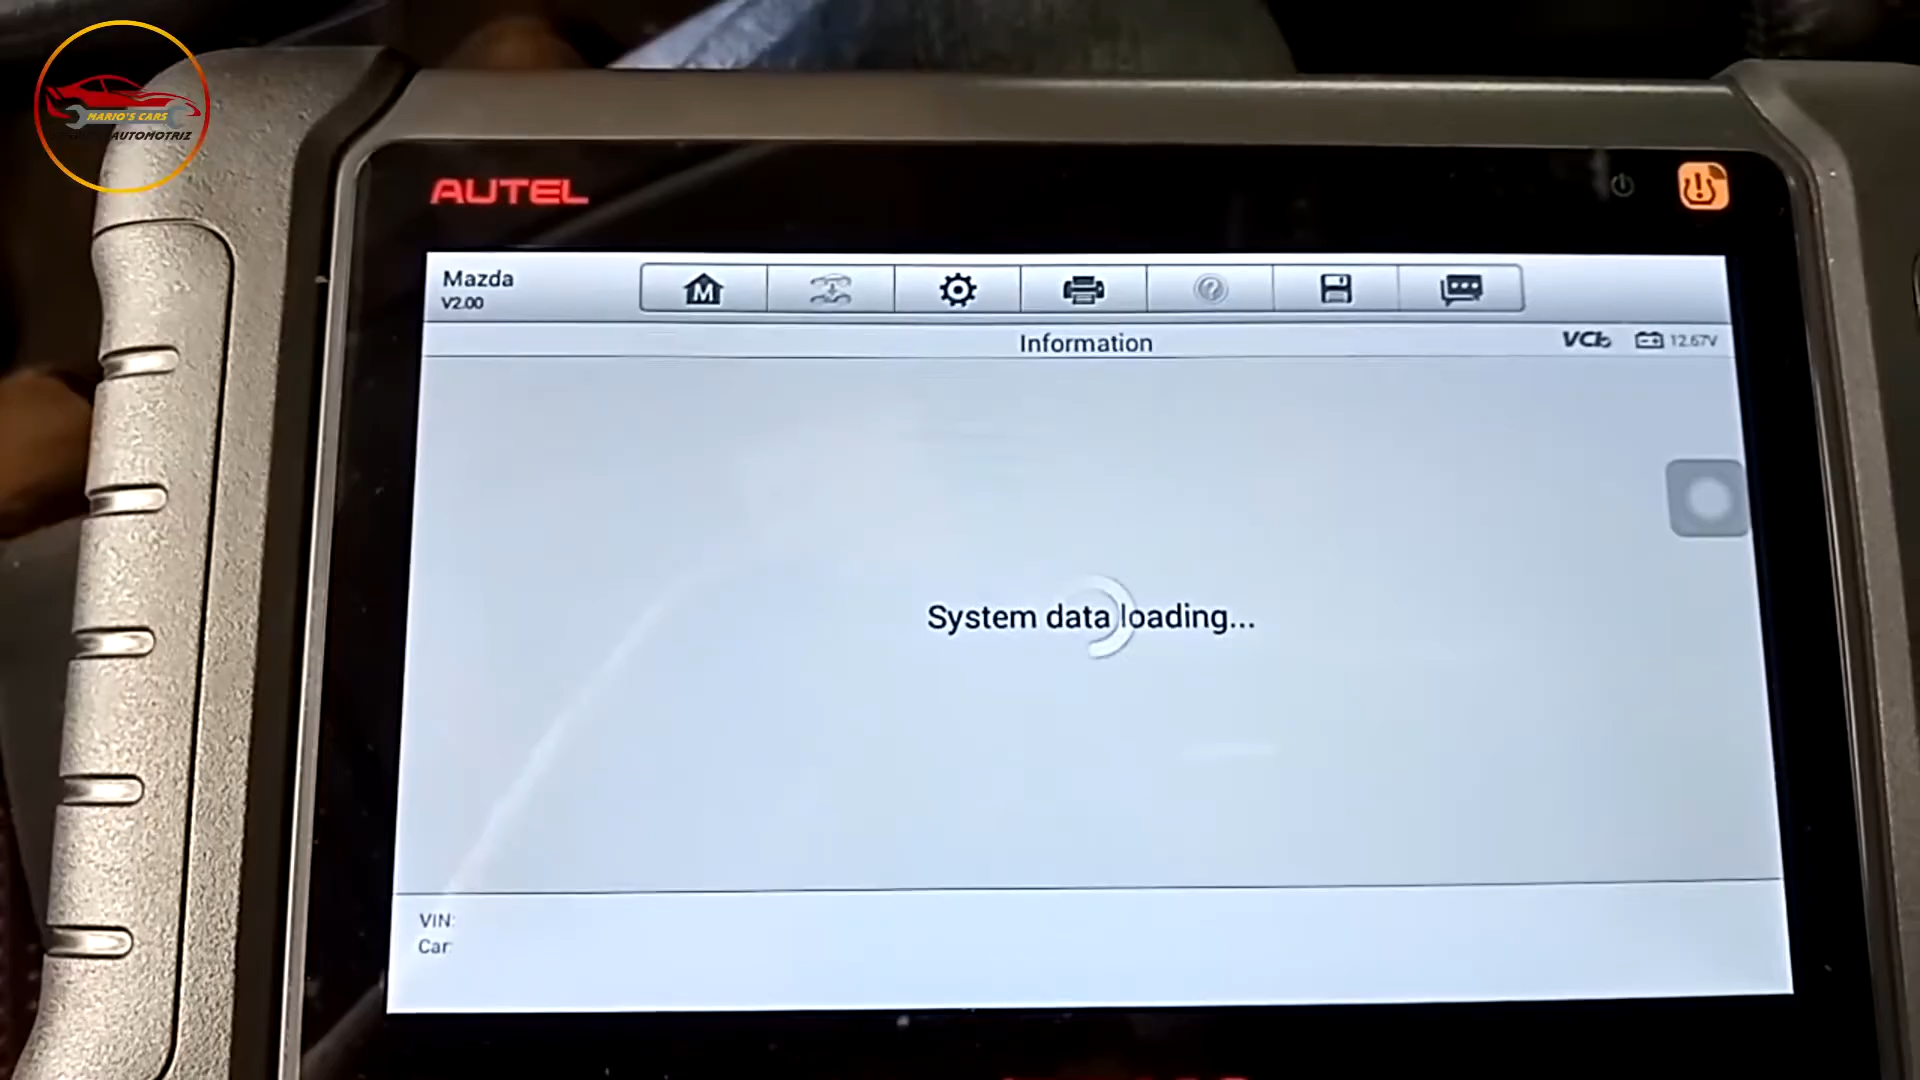 MARIO'S CARS
AUTOMOTRIZ
AUTEL
Mazda
V2.00
M
Information
VCI
12.67V
System data loading...
VIN:
Car: